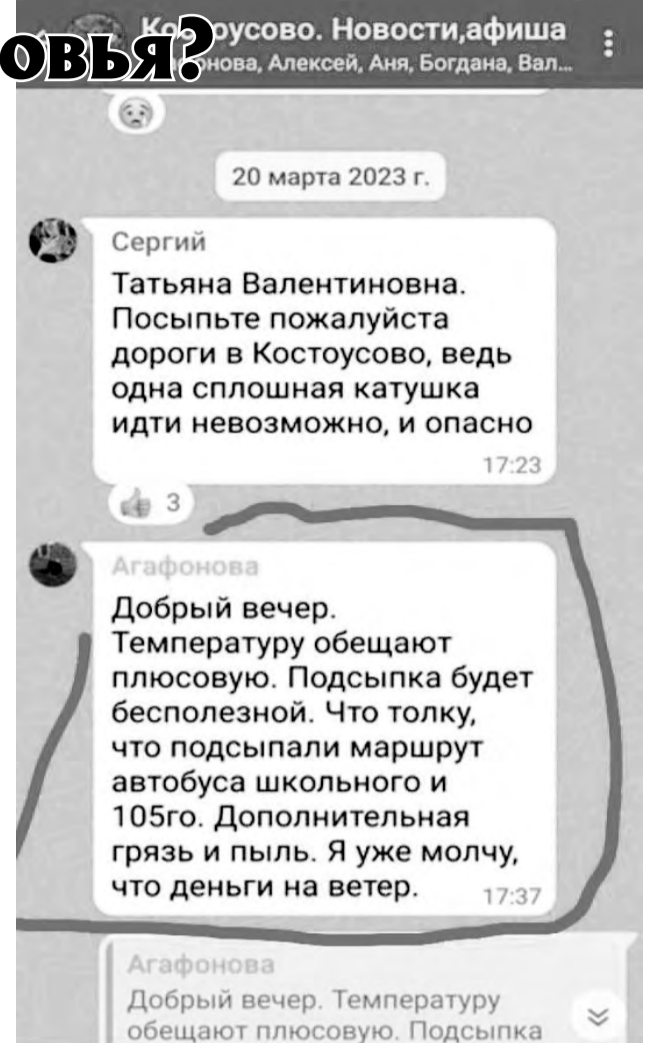 ОВЬЯ?
Костоусово. Новости,афиша
Алексей, Аня, Богдана, Вал...
20 марта 2023 г.
Сергий
Татьяна Валентиновна.
Посыпьте пожалуйста
дороги в Костоусово, ведь
одна сплошная катушка
идти невозможно, и опасно
17:23
3
Агафонова
Добрый вечер.
Температуру обещают
плюсовую. Подсыпка будет
бесполезной. Что толку,
что подсыпали маршрут
автобуса школьного и
105го. Дополнительная
грязь и пыль. Я уже молчу,
что деньги на ветер.
17:37
Агафонова
Добрый вечер. Температуру
обещают плюсовую. Подсыпка